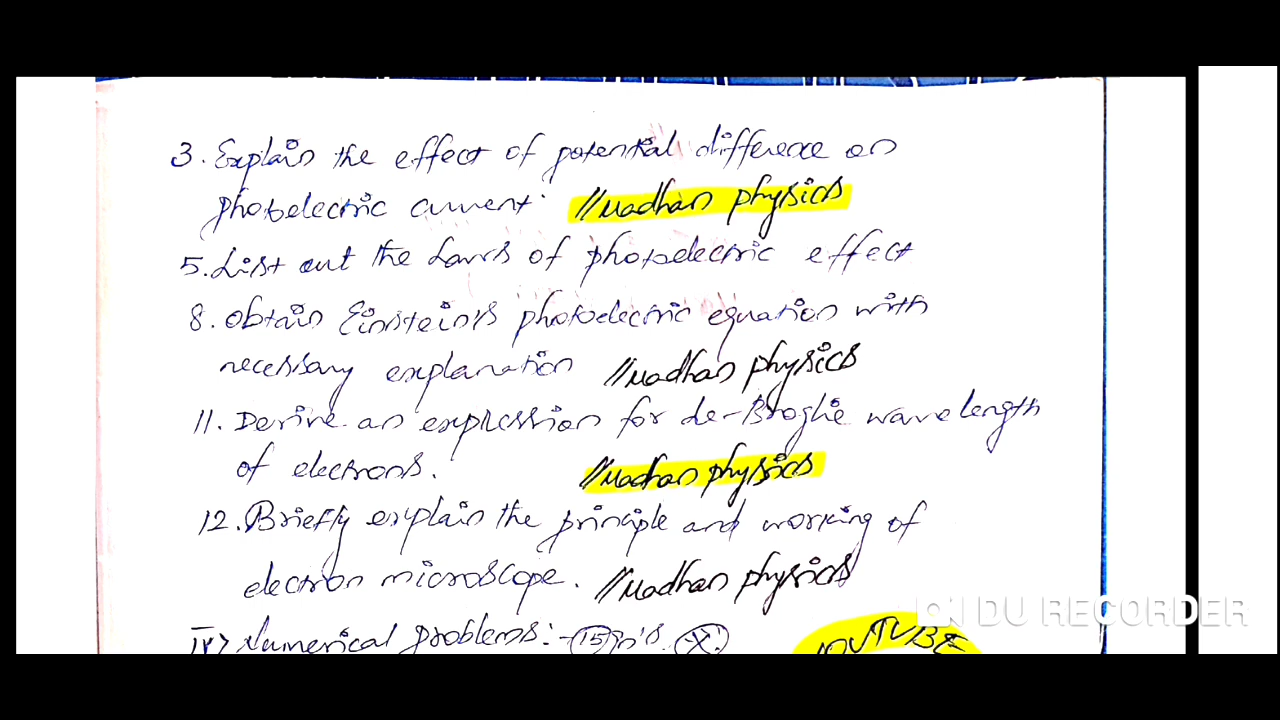 3. Explain the effect of potential difference on
photoelectric current. //Madhan physics
5. List out the Laws of photoelectric effect
8. Obtain Einstein's photoelectric equation with
necessary explanation //Madhan physics
11. Derive an expression for de-Broglie wavelength
of electrons. //Madhan physics
12. Briefly explain the principle and working of
electron microscope. //Madhan physics
DU RECORDER
IV) Numerical problems:- (15)